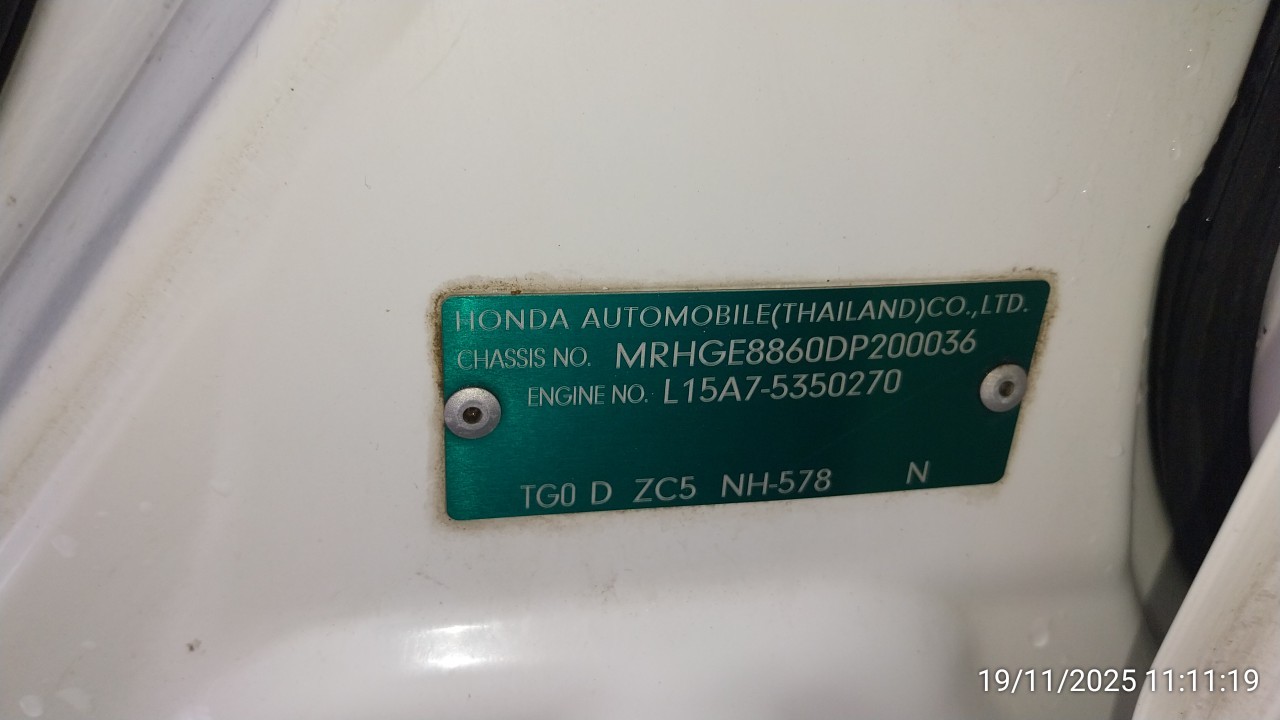 HONDA AUTOMOBILE(THAILAND)CO.,LTD.
CHASSIS NO. MRHGE8860DP200036
ENGINE NO. L15A7-5350270
TG0 D ZC5 NH-578 N
19/11/2025 11:11:19